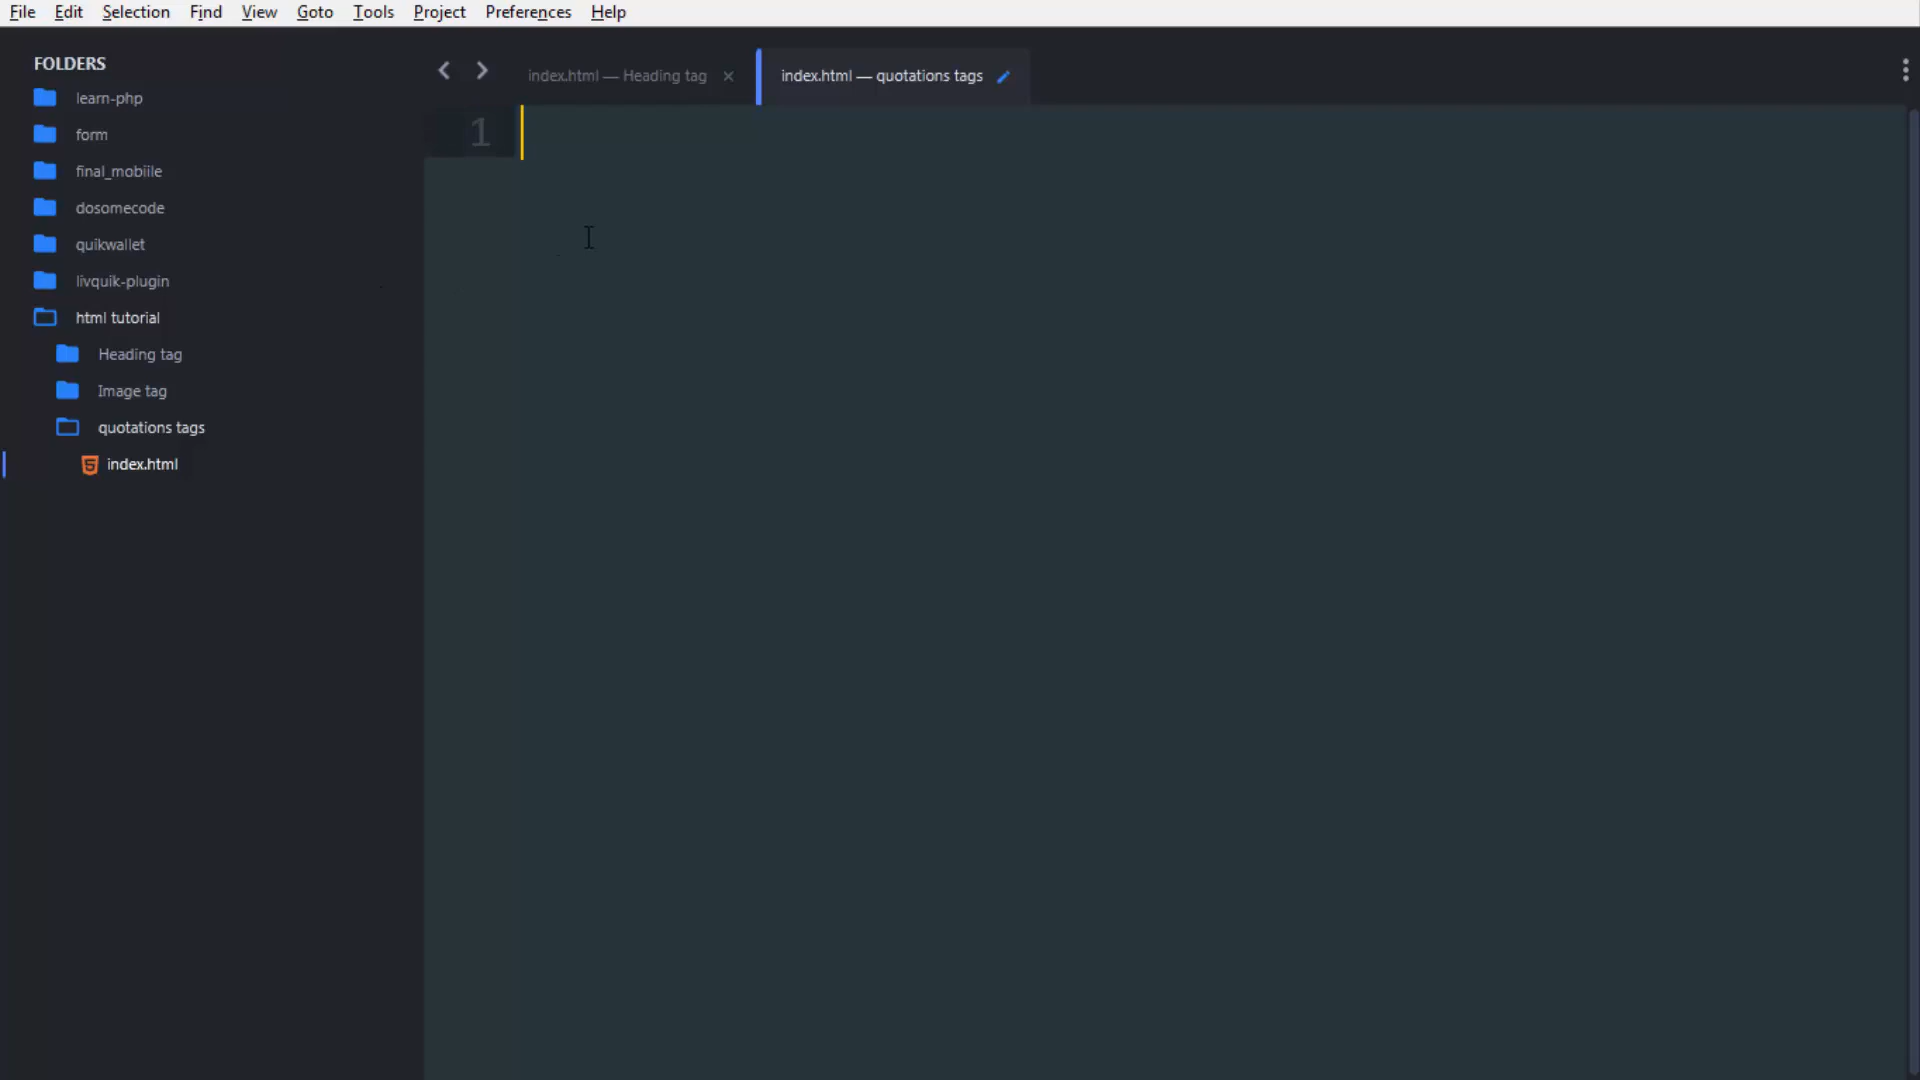 File Edit Selection Find View Goto Tools Project Preferences Help
FOLDERS
learn-php
form
final_mobiile
dosomecode
quikwallet
livquik-plugin
html tutorial
Heading tag
Image tag
quotations tags
index.html
index.html — Heading tag
index.html — quotations tags
1